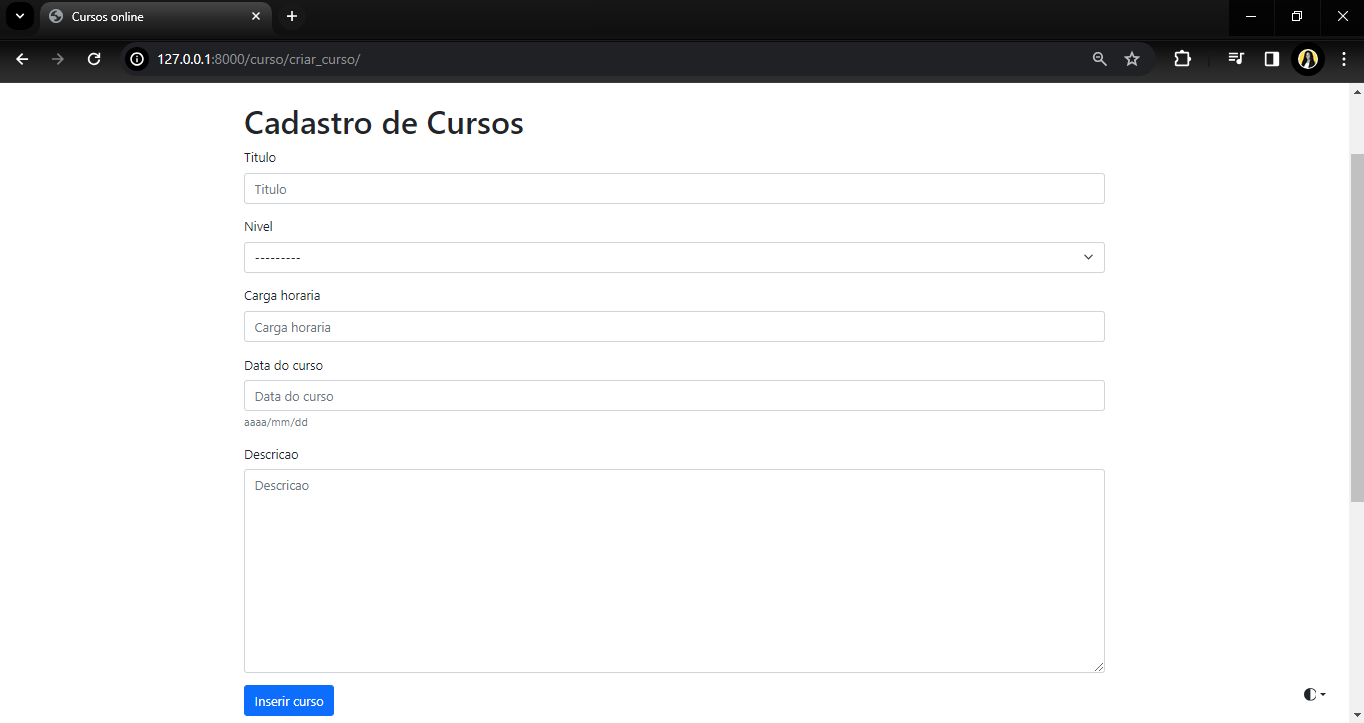 Cursos online
127.0.0.1:8000/curso/criar_curso/
Cadastro de Cursos
Titulo
Titulo
Nivel
---------
Carga horaria
Carga horaria
Data do curso
Data do curso
aaaa/mm/dd
Descricao
Descricao
Inserir curso